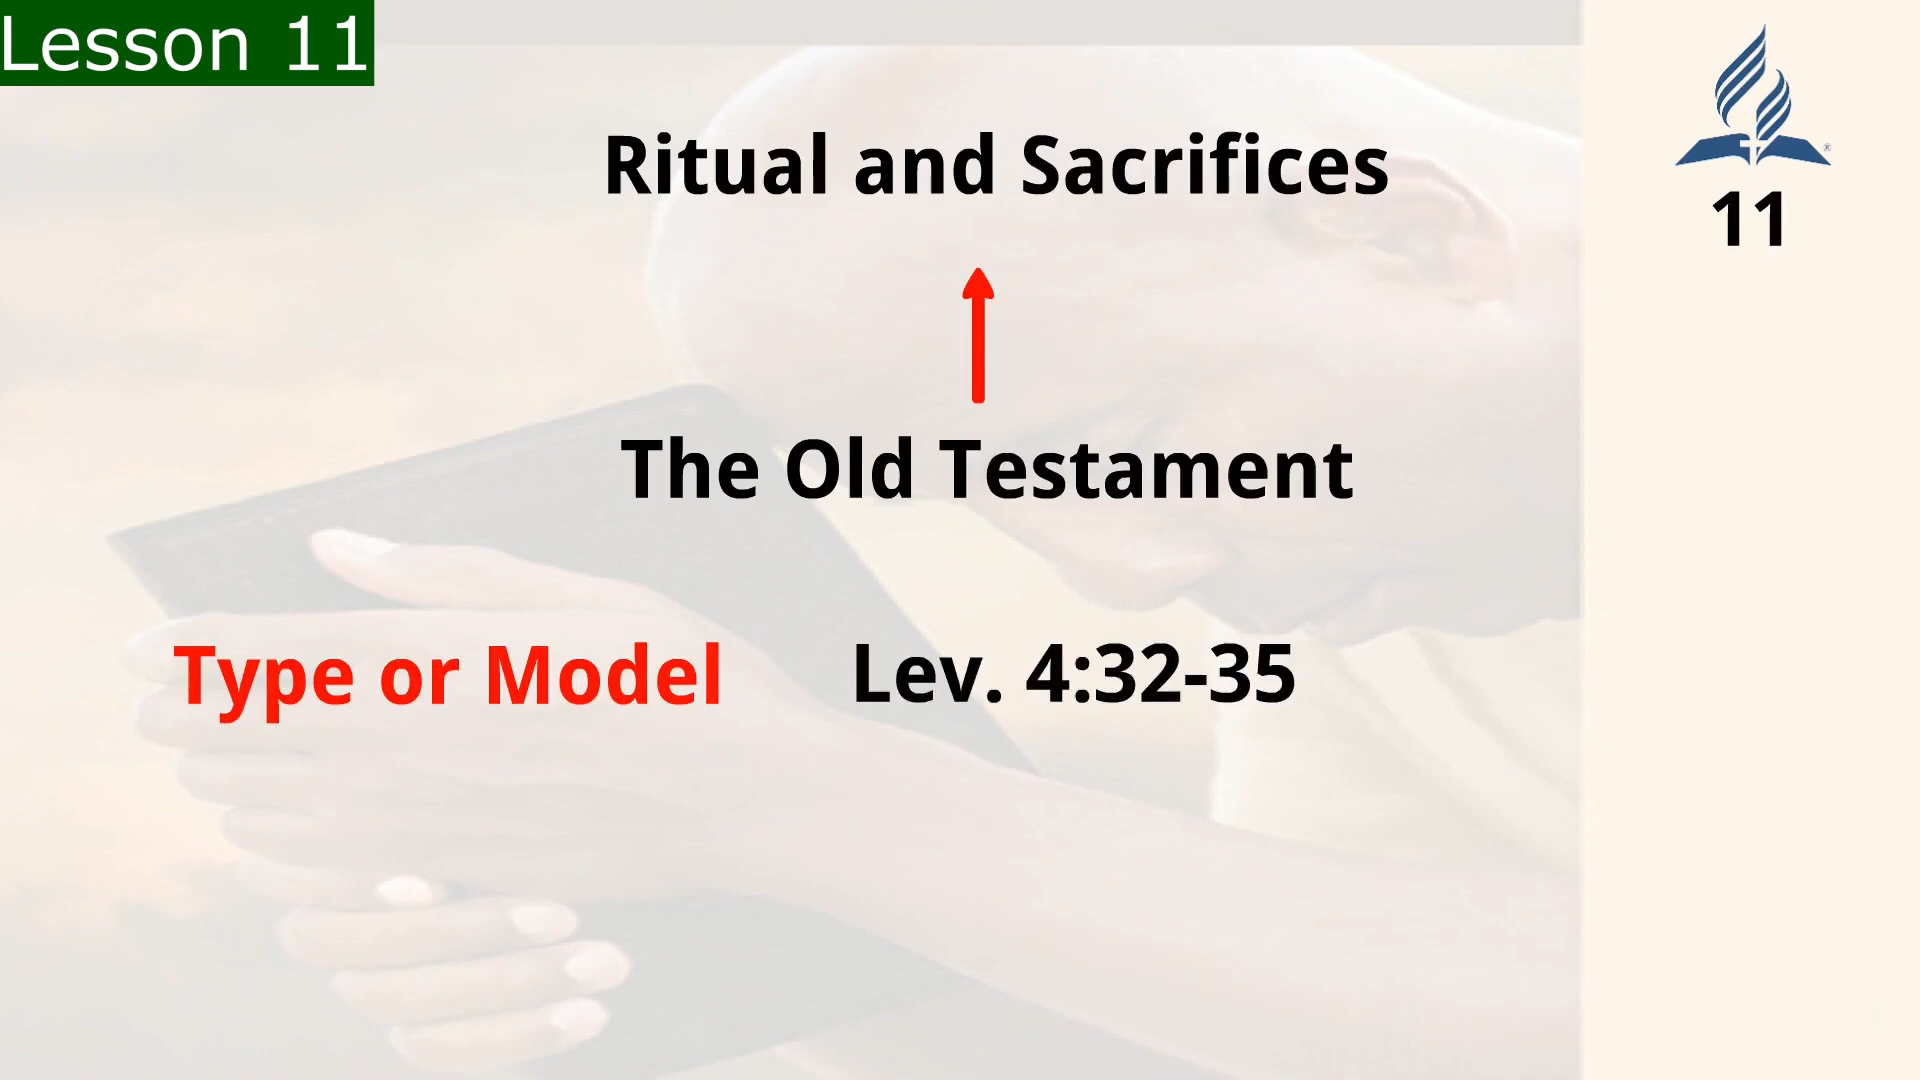 Lesson 11
Ritual and Sacrifices
11
The Old Testament
Type or Model Lev. 4:32-35